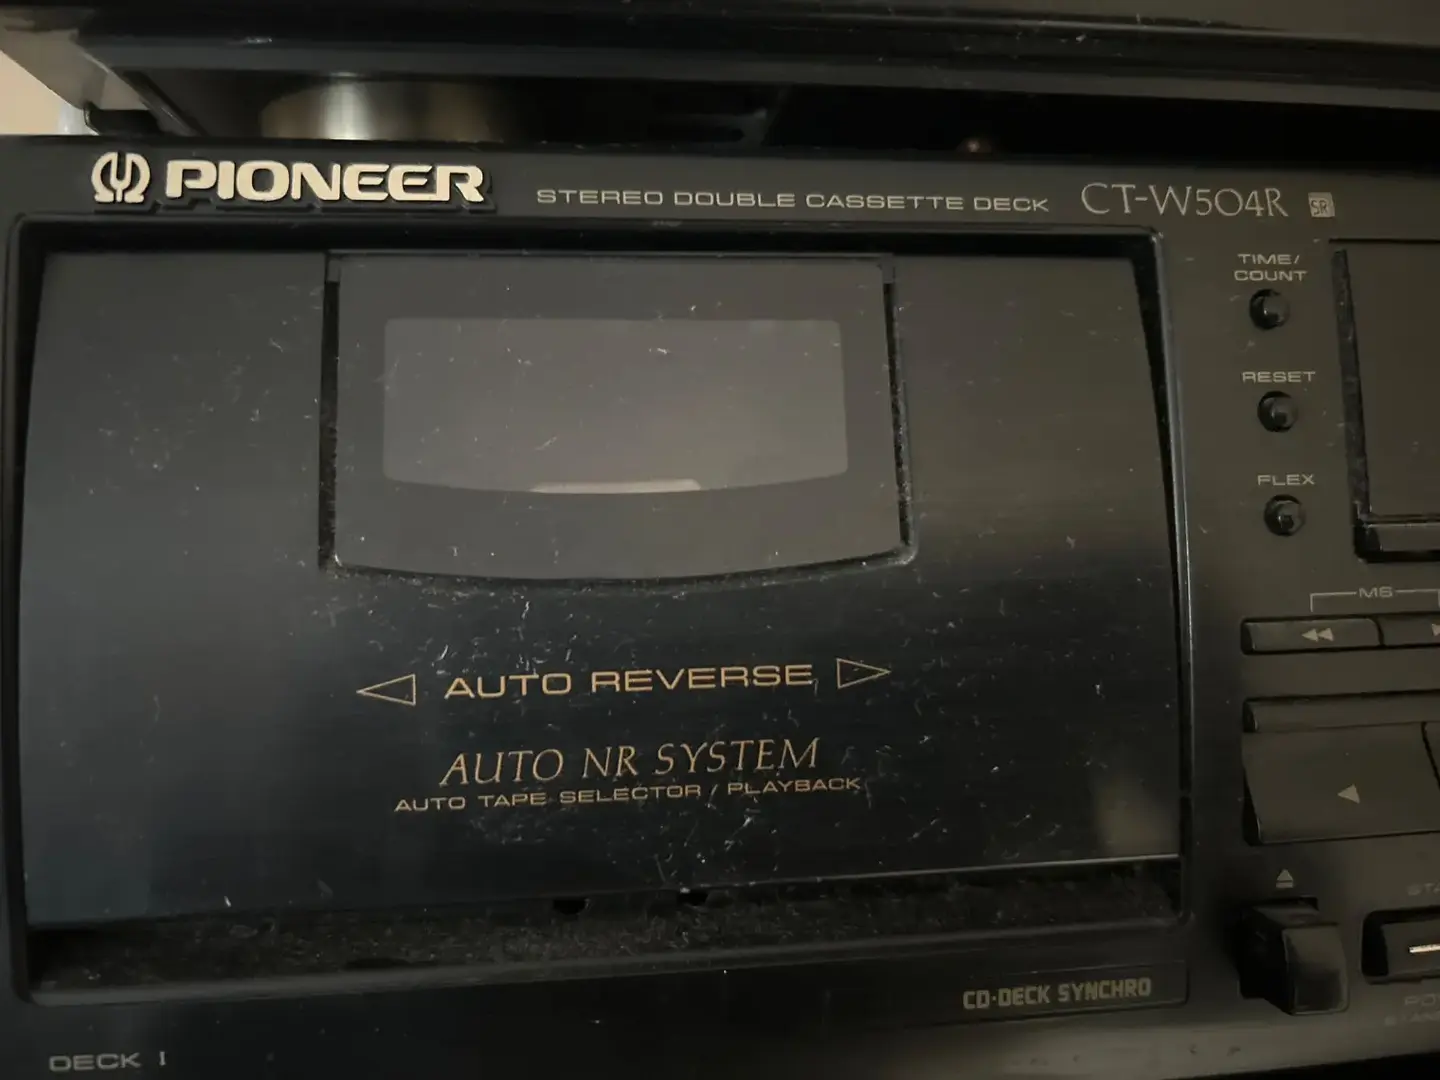 PIONEER STEREO DOUBLE CASSETTE DECK CT-W504R SR
TIME/
COUNT
RESET
FLEX
MS
AUTO REVERSE
AUTO NR SYSTEM
AUTO TAPE SELECTOR / PLAYBACK
CD·DECK SYNCHRO
DECK I